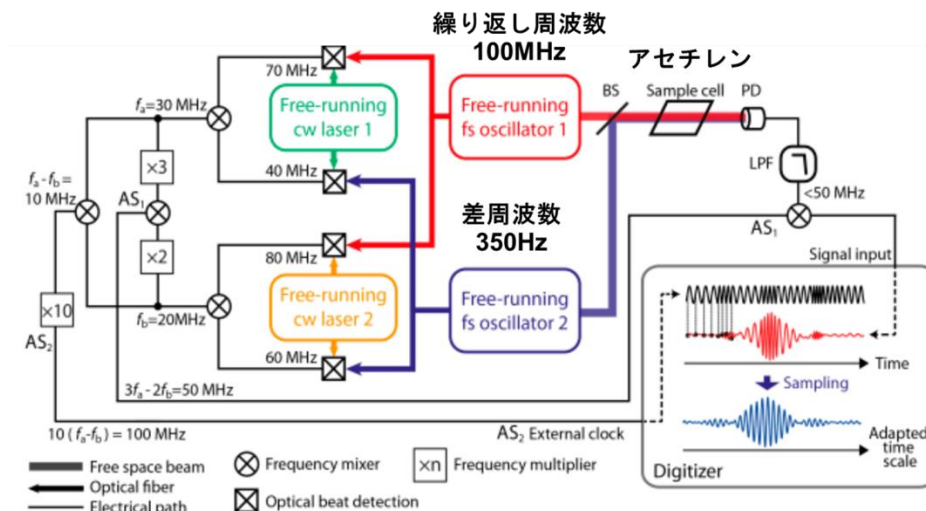 繰り返し周波数
100MHz
アセチレン
70 MHz
Free-running
cw laser 1
40 MHz
Free-running
fs oscillator 1
BS
Sample cell
PD
LPF
<50 MHz
AS1
Signal input
fa=30 MHz
×3
AS1
×2
fb=20MHz
fa - fb =
10 MHz
×10
AS2
差周波数
350Hz
80 MHz
Free-running
cw laser 2
60 MHz
Free-running
fs oscillator 2
3fa - 2fb=50 MHz
10 ( fa-fb ) = 100 MHz
AS2 External clock
Time
Sampling
Adapted
time
scale
Digitizer
Free space beam
Optical fiber
Electrical path
Frequency mixer
Optical beat detection
×n
Frequency multiplier